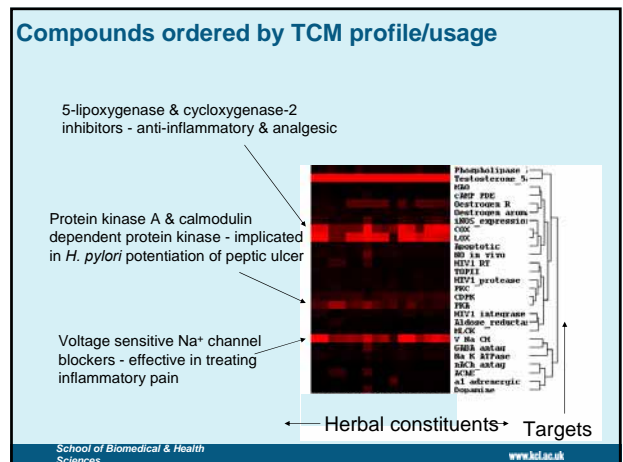 Compounds ordered by TCM profile/usage
5-lipoxygenase & cycloxygenase-2
inhibitors - anti-inflammatory & analgesic
Protein kinase A & calmodulin
dependent protein kinase - implicated
in H. pylori potentiation of peptic ulcer
Voltage sensitive Na+ channel
blockers - effective in treating
inflammatory pain
Phospholipase
Testosterone 5
MAO
cAMP PDE
Oestrogen R
Oestrogen arom
iNOS expression
COX
LOX
Apoptotic
NO in vivo
HIV1 RT
TOPII
HIV1 protease
PKC
CDPK
PKA
HIV1 integrase
Aldose reducta
MLCK
V Na CH
GABA antag
Na K ATPase
nACh antag
AChE
a1 adrenergic
Dopamine
Herbal constituents
Targets
School of Biomedical & Health
Sciences
www.kcl.ac.uk